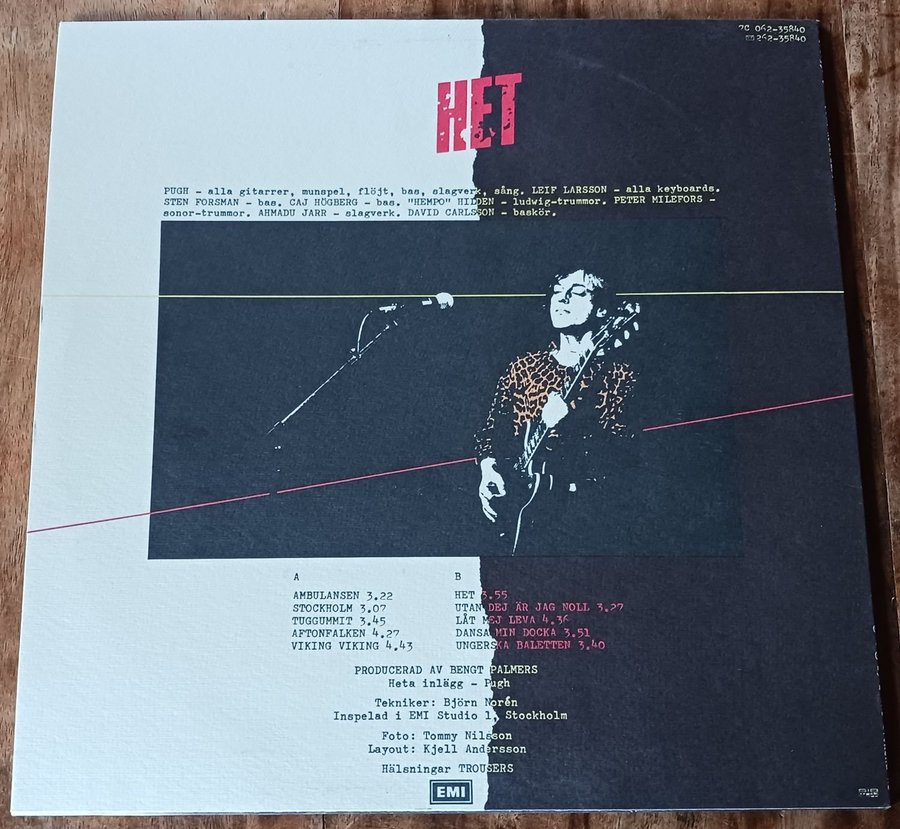 7C 062-35840
262-35840
HET
PUGH - alla gitarrer, munspel, flöjt, bas, slagverk, sång. LEIF LARSSON - alla keyboards.
STEN FORSMAN - bas. CAJ HÖGBERG - bas. "HEMPO" HILDEN - ludwig-trummor. PETER MILEFORS -
sonor-trummor. AHMADU JARR - slagverk. DAVID CARLSSON - baskör.
A
AMBULANSEN 3.22
STOCKHOLM 3.07
TUGGUMMIT 3.45
AFTONFALKEN 4.27
VIKING VIKING 4.43
B
HET 3.55
UTAN DEJ ÄR JAG NOLL 3.27
LÅT MEJ LEVA 4.36
DANSA MIN DOCKA 3.51
UNGERSKA BALETTEN 3.40
PRODUCERAD AV BENGT PALMERS
Heta inlägg - Pugh
Tekniker: Björn Norén
Inspelad i EMI Studio 1, Stockholm
Foto: Tommy Nilsson
Layout: Kjell Andersson
Hälsningar TROUSERS
EMI